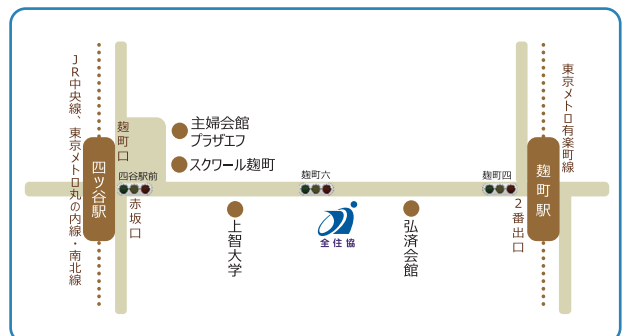 JR中央線、東京メトロ丸の内線・南北線
四ツ谷駅
麹町口
四谷駅前
赤坂口
主婦会館
プラザエフ
スクワール麹町
上智大学
麹町六
全住協
弘済会館
麹町四
2番出口
麹町駅
東京メトロ有楽町線